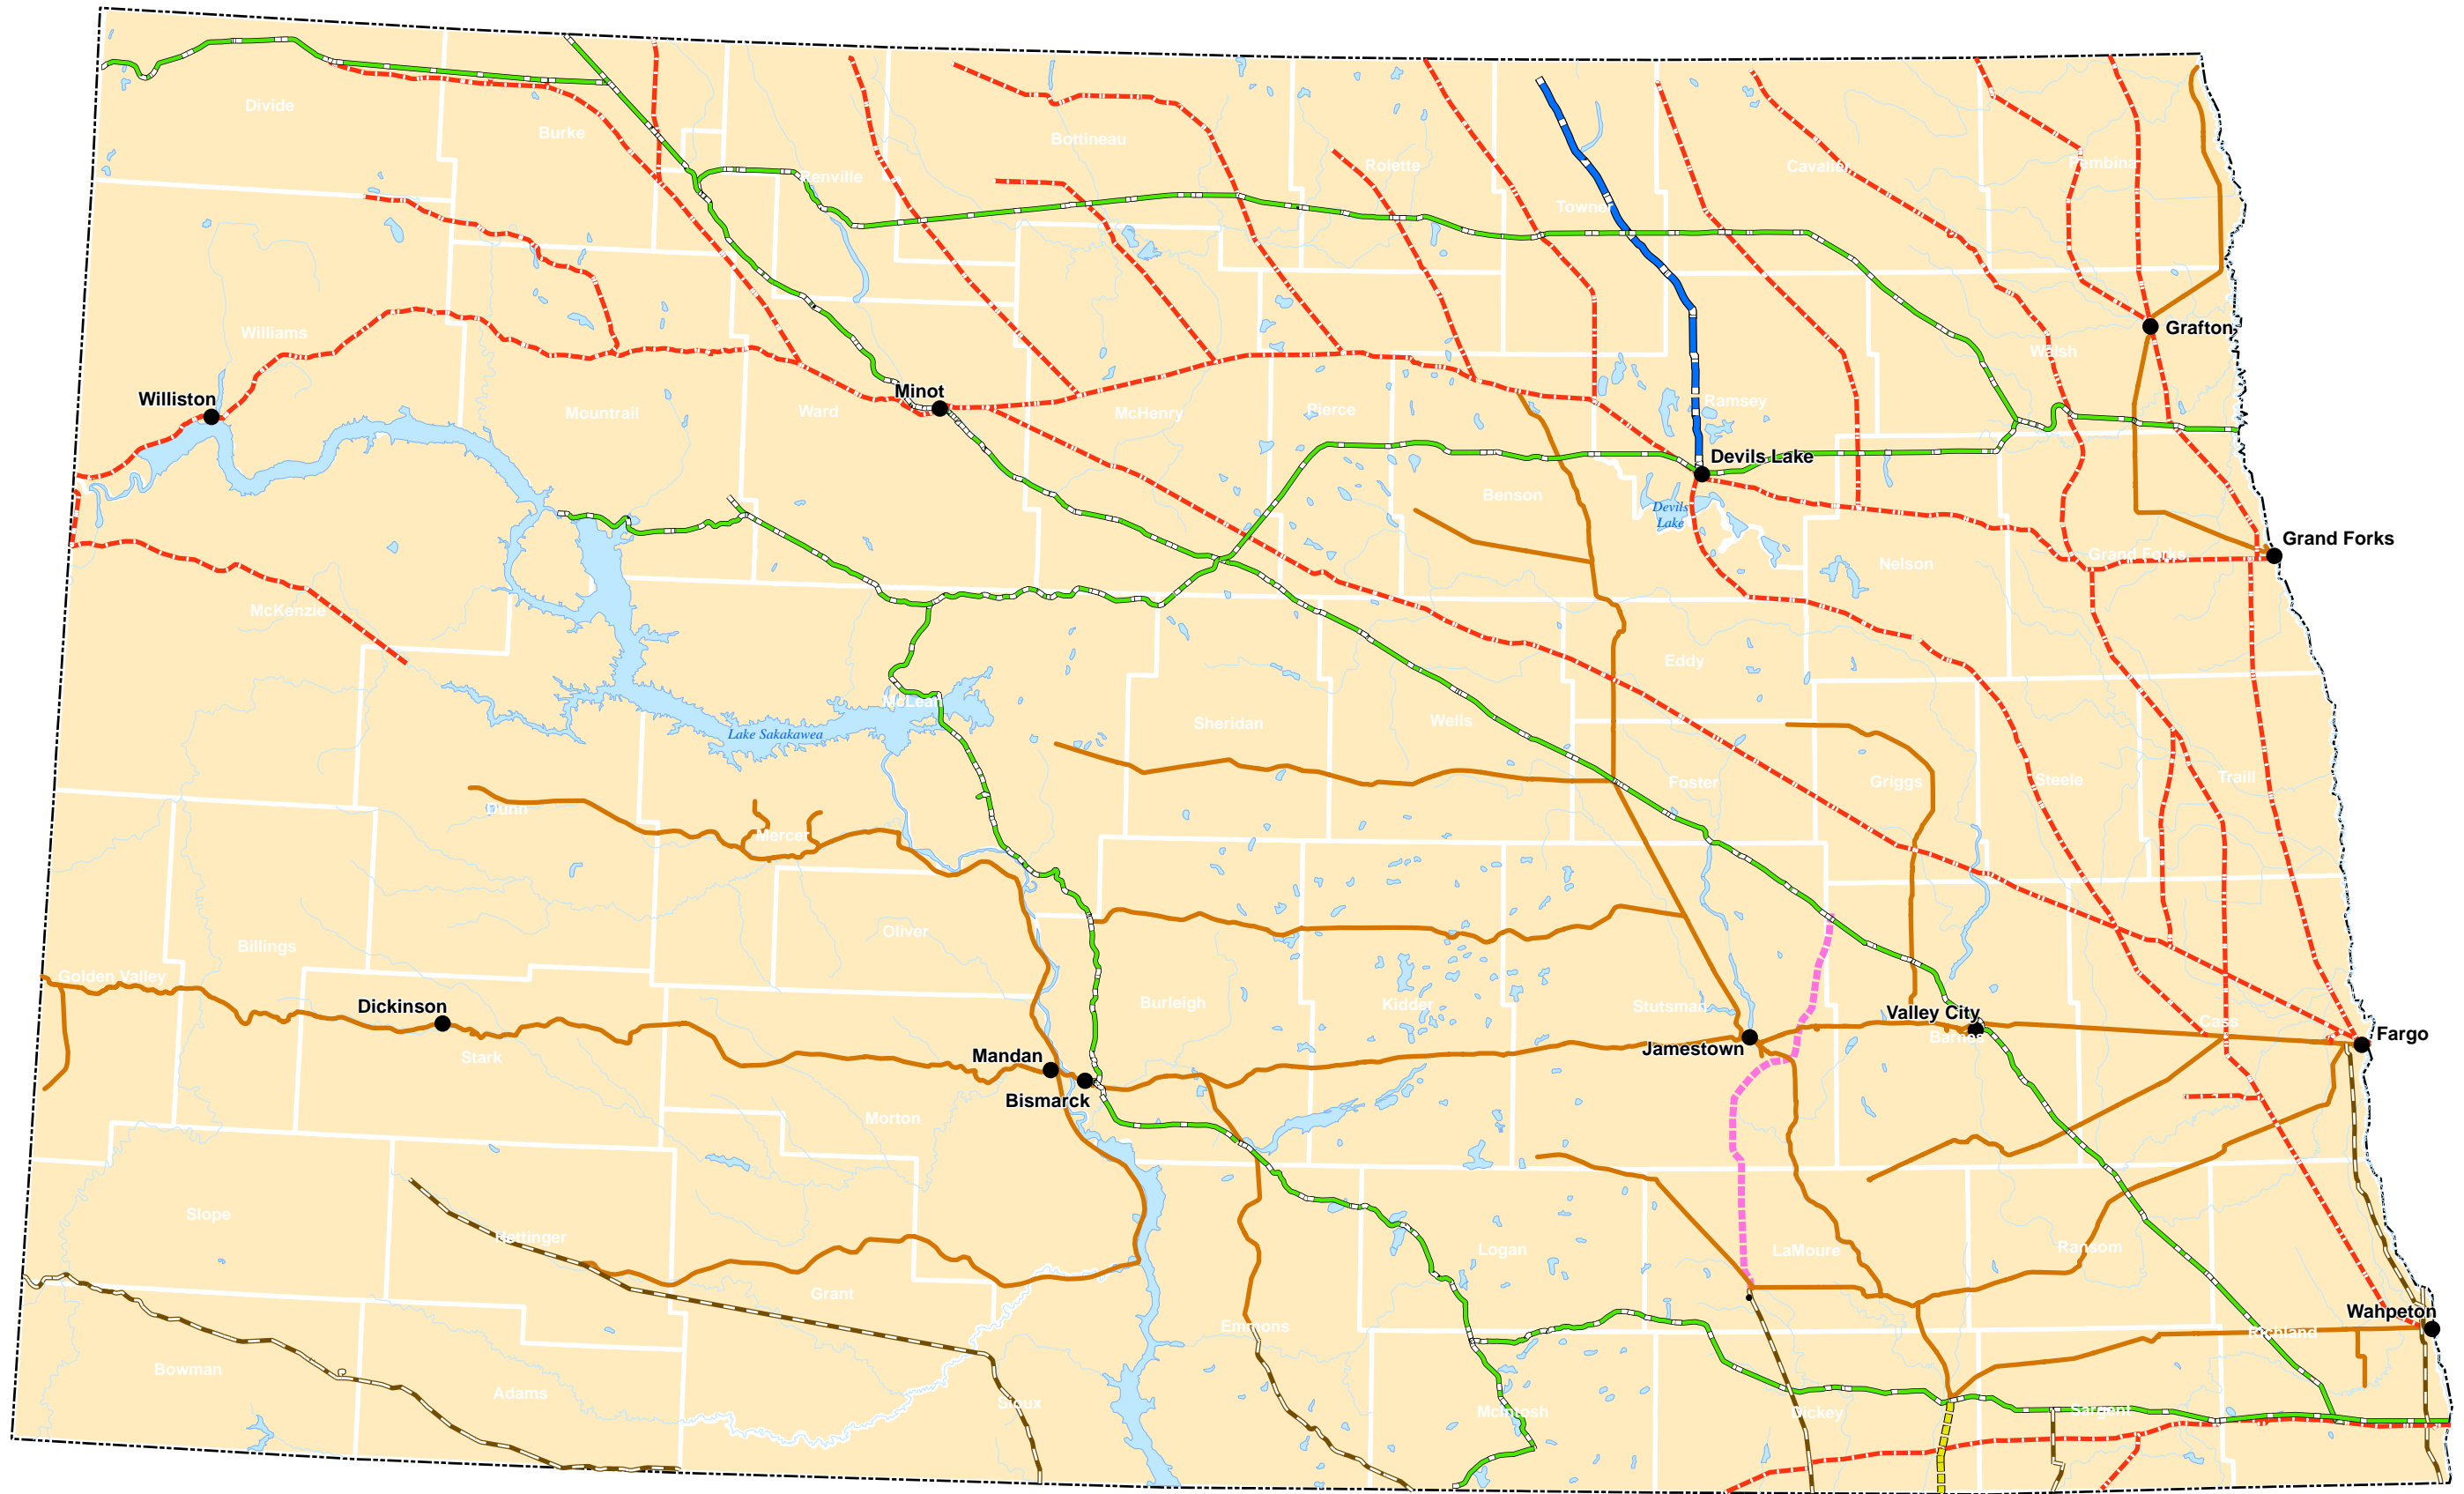 Divide
Burke
Renville
Bottineau
Rolette
Towner
Cavalier
Pembina
Williams
Grafton
Walsh
Williston
Mountrail
Ward
Minot
McHenry
Pierce
Ramsey
Devils Lake
Benson
Devils
Lake
Grand Forks
Grand Forks
Nelson
McKenzie
Eddy
McLean
Lake Sakakawea
Sheridan
Wells
Foster
Griggs
Steele
Traill
Dunn
Mercer
Billings
Oliver
Golden Valley
Dickinson
Burleigh
Kidder
Stutsman
Valley City
Barnes
Cass
Fargo
Stark
Mandan
Jamestown
Bismarck
Morton
Slope
Hettinger
Logan
LaMoure
Ransom
Grant
Emmons
Wahpeton
Richland
Bowman
Adams
Sioux
McIntosh
Dickey
Sargent